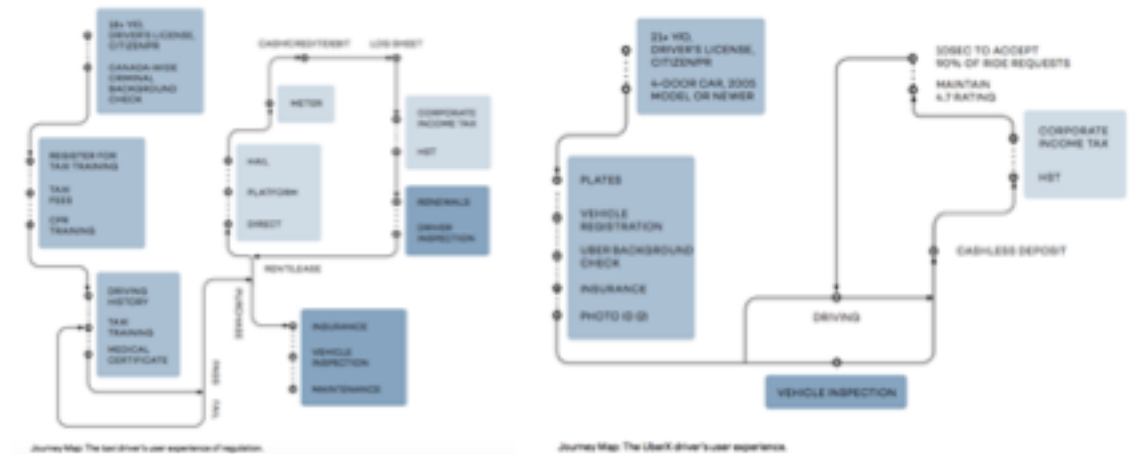 18+ Y/O,
DRIVER'S LICENSE,
CITIZEN/PR
CANADA-WIDE
CRIMINAL
BACKGROUND
CHECK
REGISTER FOR
TAXI TRAINING
TAXI
FEES
CPR
TRAINING
DRIVING
HISTORY
TAXI
TRAINING
MEDICAL
CERTIFICATE
PASS
FAIL
PURCHASE
RENT/LEASE
INSURANCE
VEHICLE
INSPECTION
MAINTENANCE
HAIL
PLATFORM
DIRECT
METER
CASH/CREDIT/DEBIT
LOG SHEET
CORPORATE
INCOME TAX
HST
RENEWALS
DRIVER
INSPECTION
Journey Map: The taxi driver's user experience of regulation.
21+ Y/O,
DRIVER'S LICENSE,
CITIZEN/PR
4-DOOR CAR, 2005
MODEL OR NEWER
PLATES
VEHICLE
REGISTRATION
UBER BACKGROUND
CHECK
INSURANCE
PHOTO ID (2)
VEHICLE INSPECTION
DRIVING
CASHLESS DEPOSIT
CORPORATE
INCOME TAX
HST
10SEC TO ACCEPT
90% OF RIDE REQUESTS
MAINTAIN
4.7 RATING
Journey Map: The UberX driver's user experience.